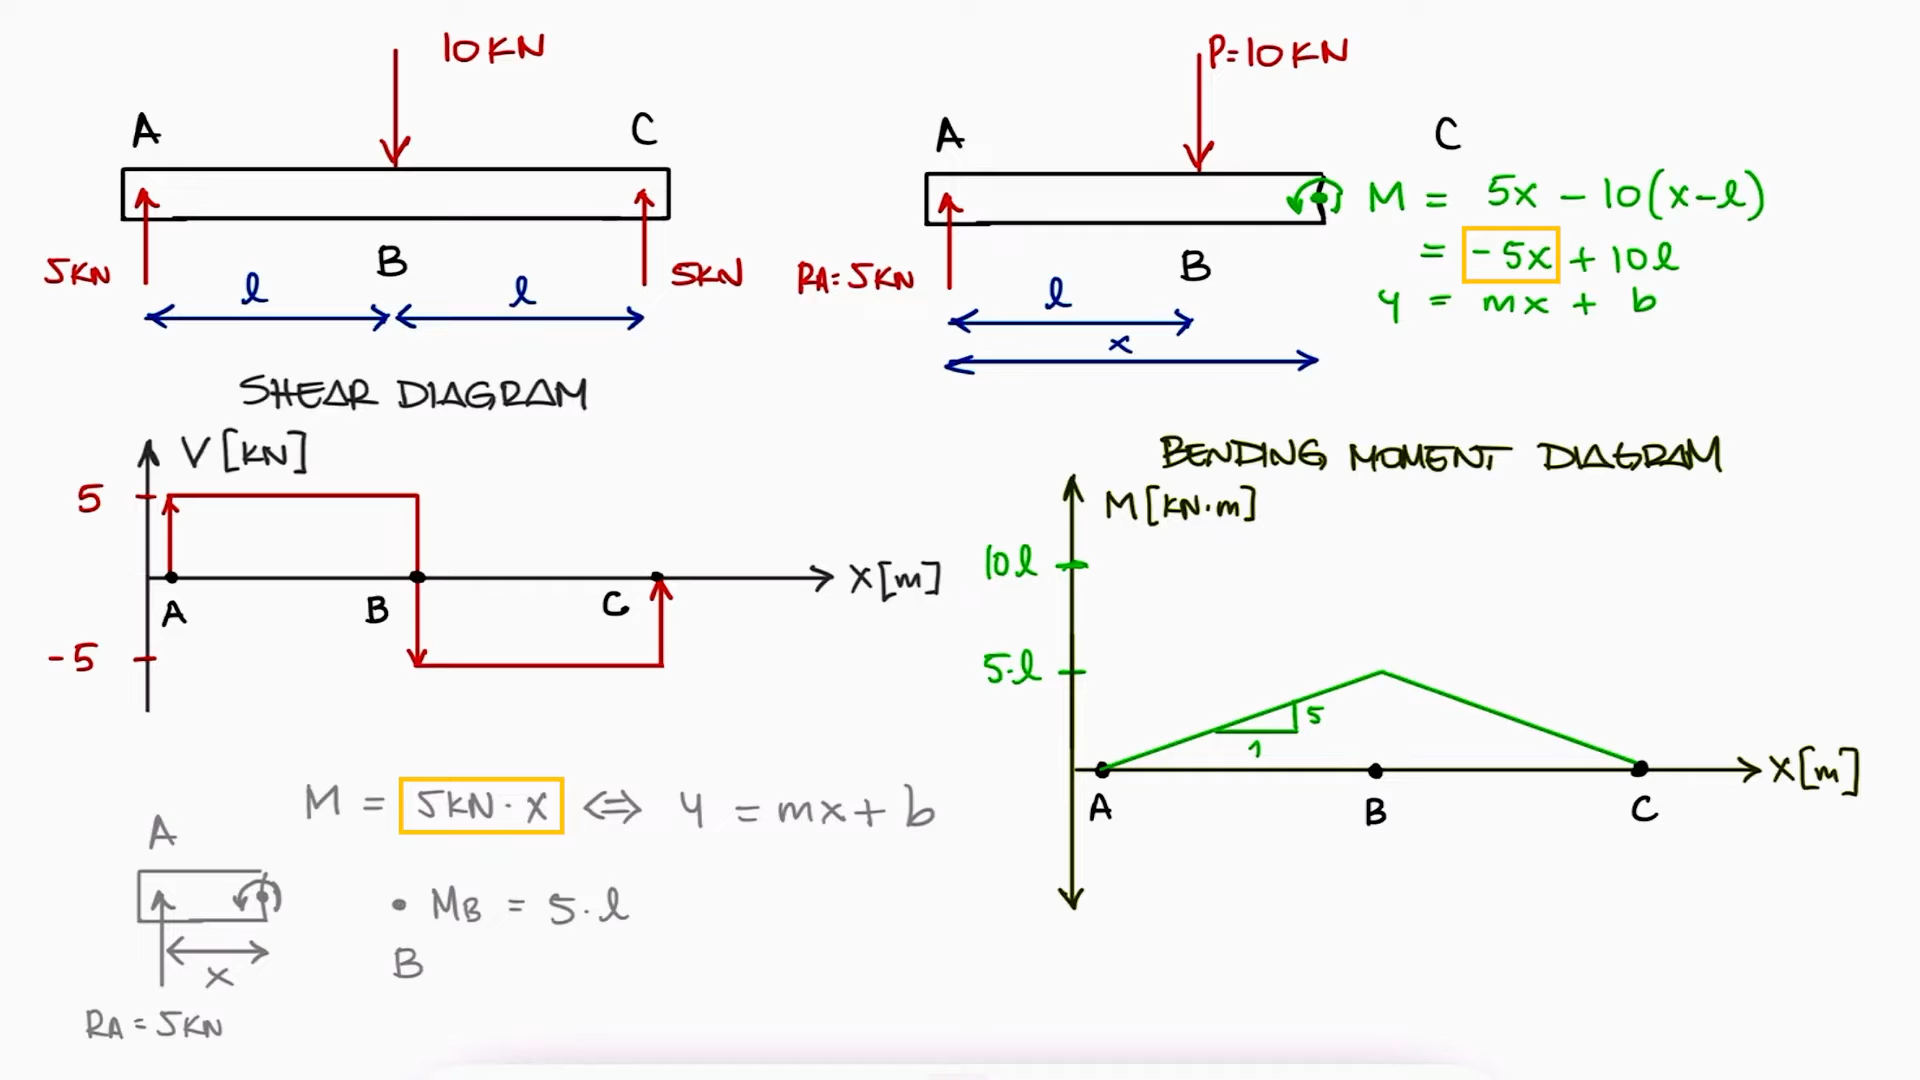 10KN
A
C
5KN
B
5KN
l
l
P=10KN
A
C
M = 5x - 10(x-l)
= -5x + 10l
y = mx + b
RA=5KN
B
l
x
SHEAR DIAGRAM
V [KN]
5
X[m]
A
B
C
-5
BENDING MOMENT DIAGRAM
M[KN·m]
10l
5·l
5
1
X[m]
A
B
C
M = 5KN·X <=> y = mx + b
A
• MB = 5·l
B
X
RA=5KN